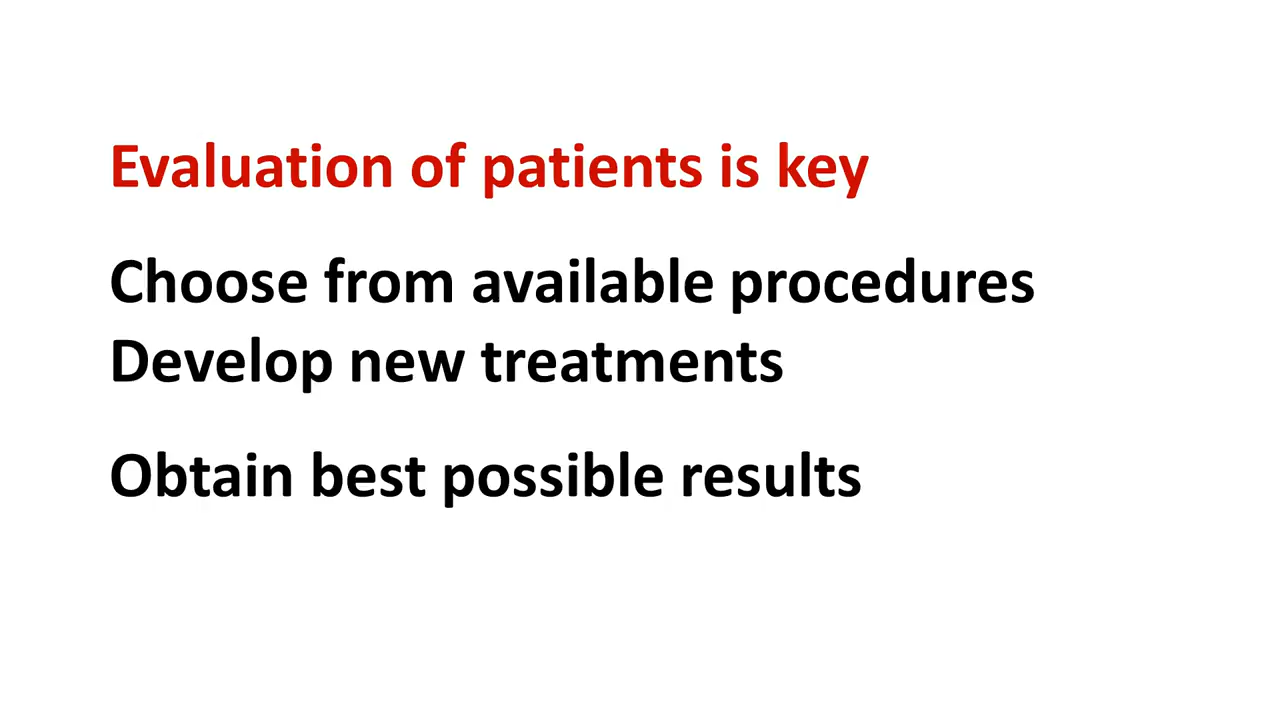 Evaluation of patients is key
Choose from available procedures
Develop new treatments
Obtain best possible results